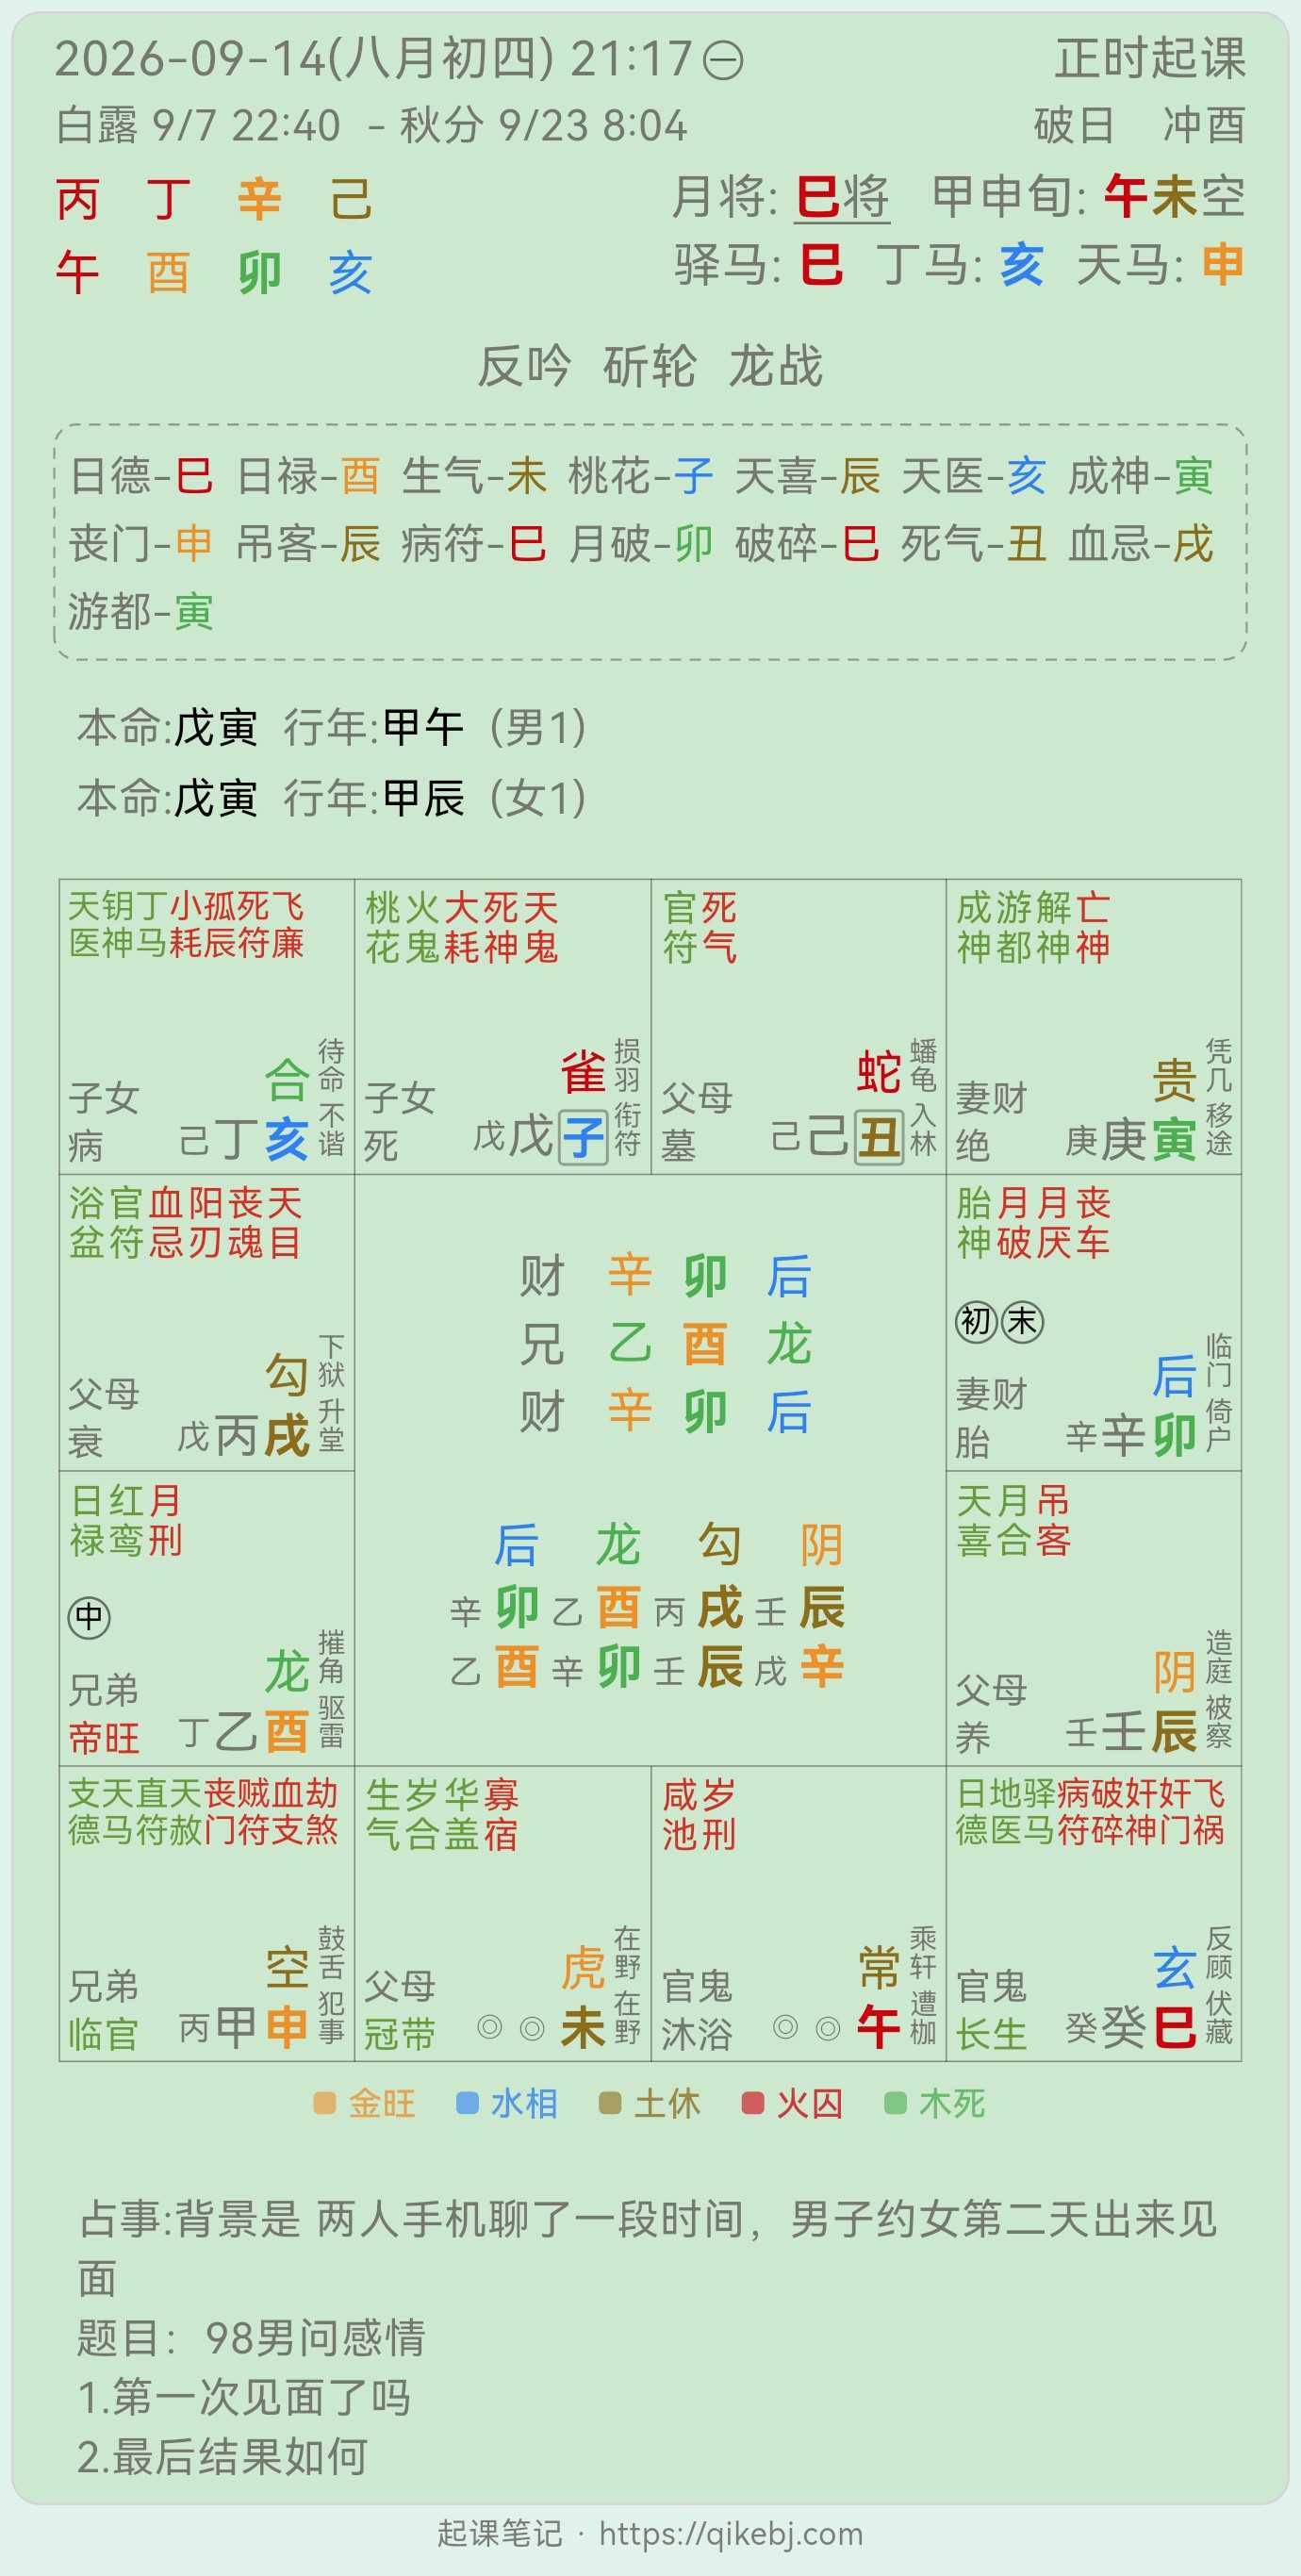 2026-09-14(八月初四) 21:17㊀ 正时起课
白露 9/7 22:40 - 秋分 9/23 8:04 破日 冲酉
丙 丁 辛 己 月将: 巳将 甲申旬: 午未空
午 酉 卯 亥 驿马: 巳 丁马: 亥 天马: 申
反吟 斫轮 龙战
日德-巳 日禄-酉 生气-未 桃花-子 天喜-辰 天医-亥 成神-寅
丧门-申 吊客-辰 病符-巳 月破-卯 破碎-巳 死气-丑 血忌-戌
游都-寅
本命:戊寅 行年:甲午 (男1)
本命:戊寅 行年:甲辰 (女1)
天钥丁小孤死飞
医神马耗辰符廉
合 待命
子女 不谐
病 己丁亥
桃火大死天
花鬼耗神鬼
雀 损羽
子女 衔符
死 戊戊子
官死
符气
蛇 蟠龟
父母 入林
墓 己己丑
成游解亡
神都神神
贵 凭几
妻财 移途
绝 庚庚寅
浴官血阳丧天
盆符忌刃魂目
勾 下狱
父母 升堂
衰 戊丙戌
财 辛 卯 后
兄 乙 酉 龙
财 辛 卯 后
胎月月丧
神破厌车
初 末
后 临门
妻财 倚户
胎 辛辛卯
日红月
禄鸾刑
中
龙 摧角
兄弟 驱雷
帝旺 丁乙酉
后 龙 勾 阴
辛 卯 乙 酉 丙 戌 壬 辰
乙 酉 辛 卯 壬 辰 戌 辛
天月吊
喜合客
阴 造庭
父母 被察
养 壬壬辰
支天直天丧贼血劫
德马符赦门符支煞
空 鼓舌
兄弟 犯事
临官 丙甲申
生岁华寡
气合盖宿
虎 在野
父母 在野
冠带 ◎ ◎ 未
咸岁
池刑
常 乘轩
官鬼 遭枷
沐浴 ◎ ◎ 午
日地驿病破奸奸飞
德医马符碎神门祸
玄 反顾
官鬼 伏藏
长生 癸癸巳
金旺 水相 土休 火囚 木死
占事:背景是 两人手机聊了一段时间，男子约女第二天出来见
面
题目：98男问感情
1.第一次见面了吗
2.最后结果如何
起课笔记 · https://qikebj.com